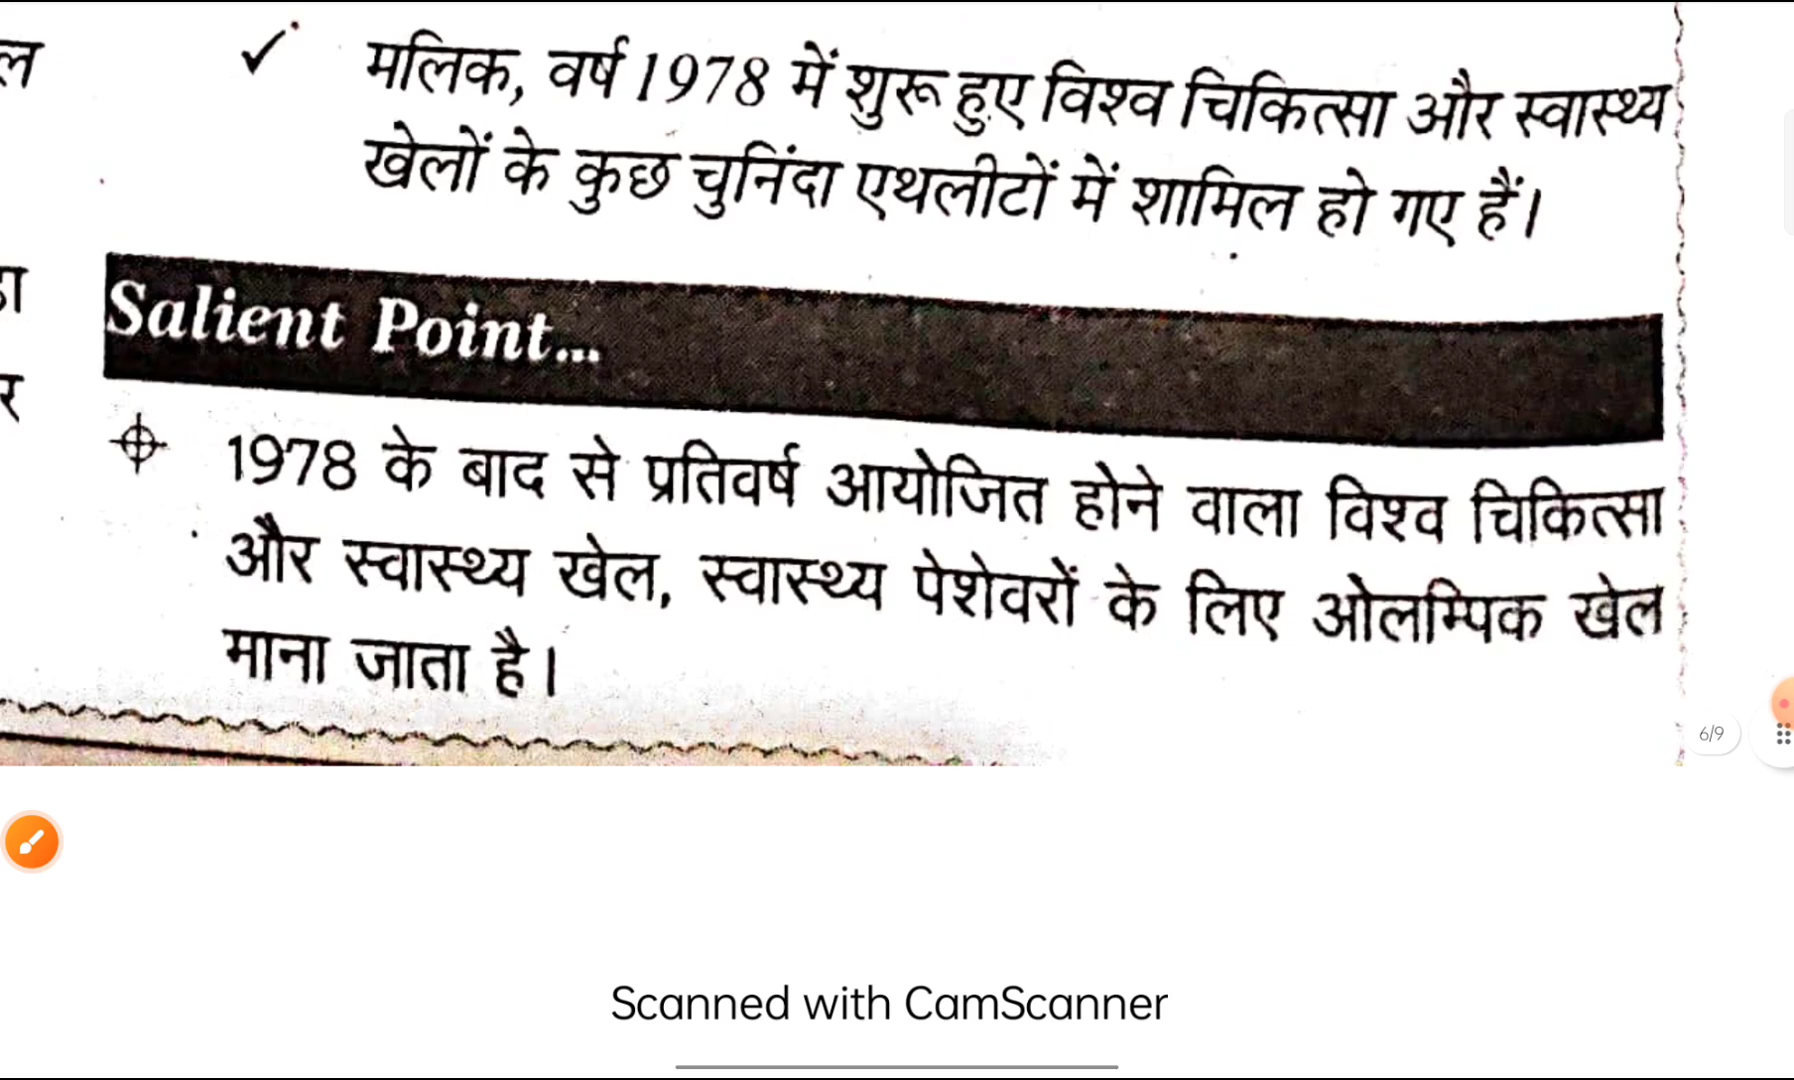 मलिक, वर्ष 1978 में शुरू हुए विश्व चिकित्सा और स्वास्थ्य
खेलों के कुछ चुनिंदा एथलीटों में शामिल हो गए हैं।
Salient Point...
1978 के बाद से प्रतिवर्ष आयोजित होने वाला विश्व चिकित्सा
और स्वास्थ्य खेल, स्वास्थ्य पेशेवरों के लिए ओलम्पिक खेल
माना जाता है।
6/9
Scanned with CamScanner